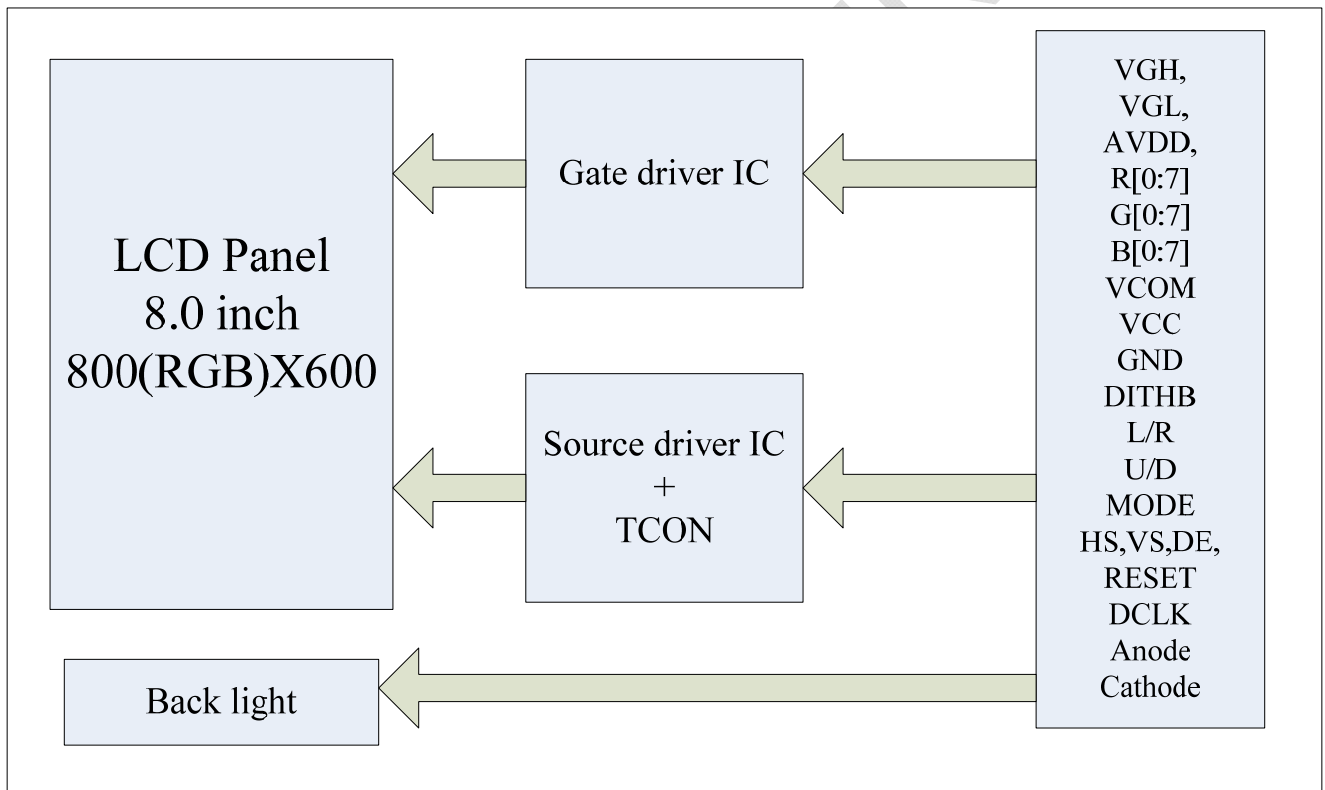 LCD Panel
8.0 inch
800(RGB)X600
Gate driver IC
Source driver IC
+
TCON
Back light
VGH,
VGL,
AVDD,
R[0:7]
G[0:7]
B[0:7]
VCOM
VCC
GND
DITHB
L/R
U/D
MODE
HS,VS,DE,
RESET
DCLK
Anode
Cathode